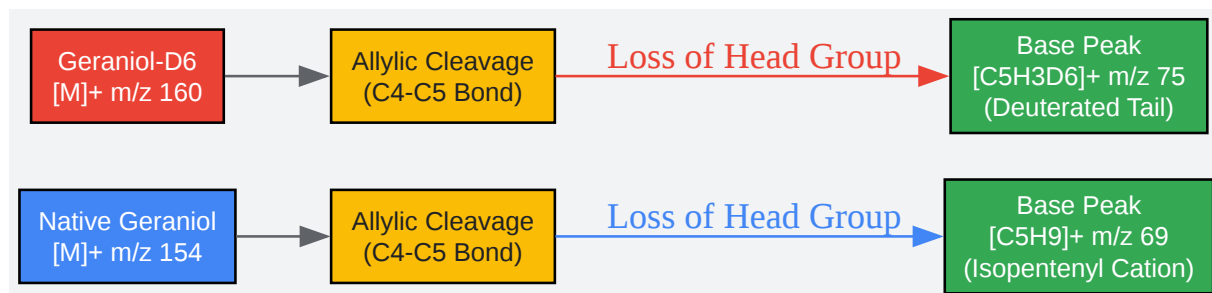 Geraniol-D6
[M]+ m/z 160
Allylic Cleavage
(C4-C5 Bond)
Loss of Head Group
Base Peak
[C5H3D6]+ m/z 75
(Deuterated Tail)
Native Geraniol
[M]+ m/z 154
Allylic Cleavage
(C4-C5 Bond)
Loss of Head Group
Base Peak
[C5H9]+ m/z 69
(Isopentenyl Cation)